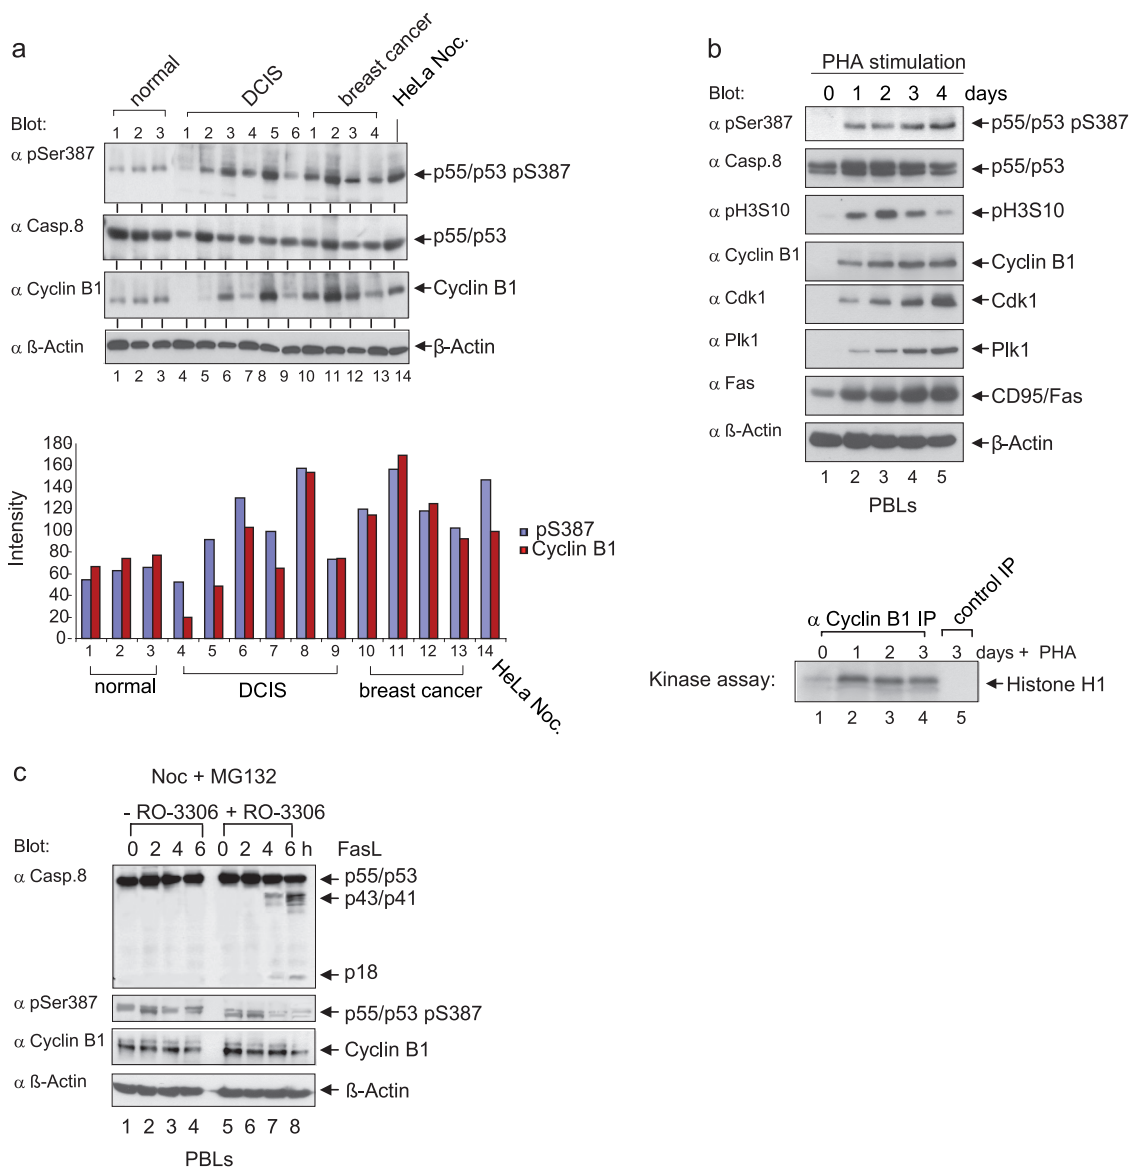 a
normal
DCIS
breast cancer
HeLa Noc.
Blot:
1 2 3 1 2 3 4 5 6 1 2 3 4
α pSer387
p55/p53 pS387
α Casp.8
p55/p53
α Cyclin B1
Cyclin B1
α ß-Actin
ß-Actin
1 2 3 4 5 6 7 8 9 10 11 12 13 14
Intensity
180
160
140
120
100
80
60
40
20
0
pS387
Cyclin B1
1 2 3 4 5 6 7 8 9 10 11 12 13 14
normal
DCIS
breast cancer
HeLa Noc.
b
PHA stimulation
Blot: 0 1 2 3 4 days
α pSer387 p55/p53 pS387
α Casp.8 p55/p53
α pH3S10 pH3S10
α Cyclin B1 Cyclin B1
α Cdk1 Cdk1
α Plk1 Plk1
α Fas CD95/Fas
α ß-Actin ß-Actin
1 2 3 4 5
PBLs
α Cyclin B1 IP
control IP
0 1 2 3 3 days + PHA
Kinase assay: Histone H1
1 2 3 4 5
c
Noc + MG132
- RO-3306 + RO-3306
Blot: 0 2 4 6 0 2 4 6 h FasL
α Casp.8 p55/p53
p43/p41
p18
α pSer387 p55/p53 pS387
α Cyclin B1 Cyclin B1
α ß-Actin ß-Actin
1 2 3 4 5 6 7 8
PBLs